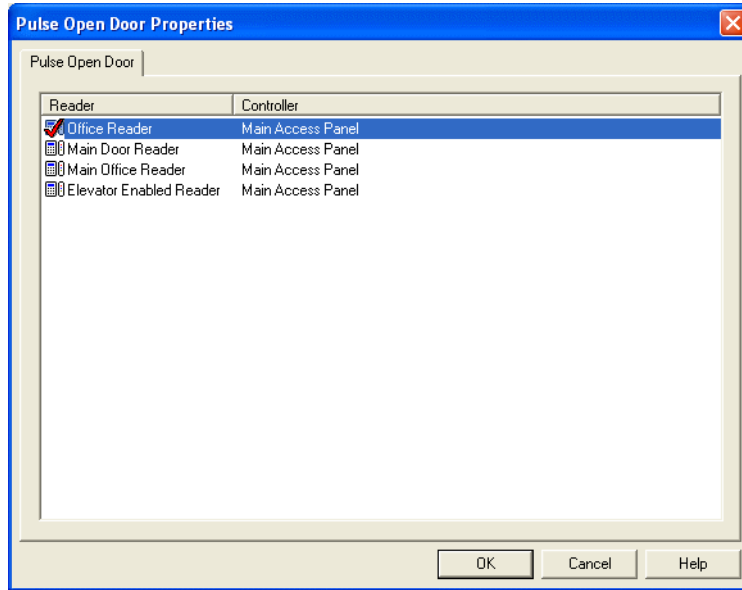 Pulse Open Door Properties
Pulse Open Door
Reader Controller
Office Reader Main Access Panel
Main Door Reader Main Access Panel
Main Office Reader Main Access Panel
Elevator Enabled Reader Main Access Panel
OK Cancel Help